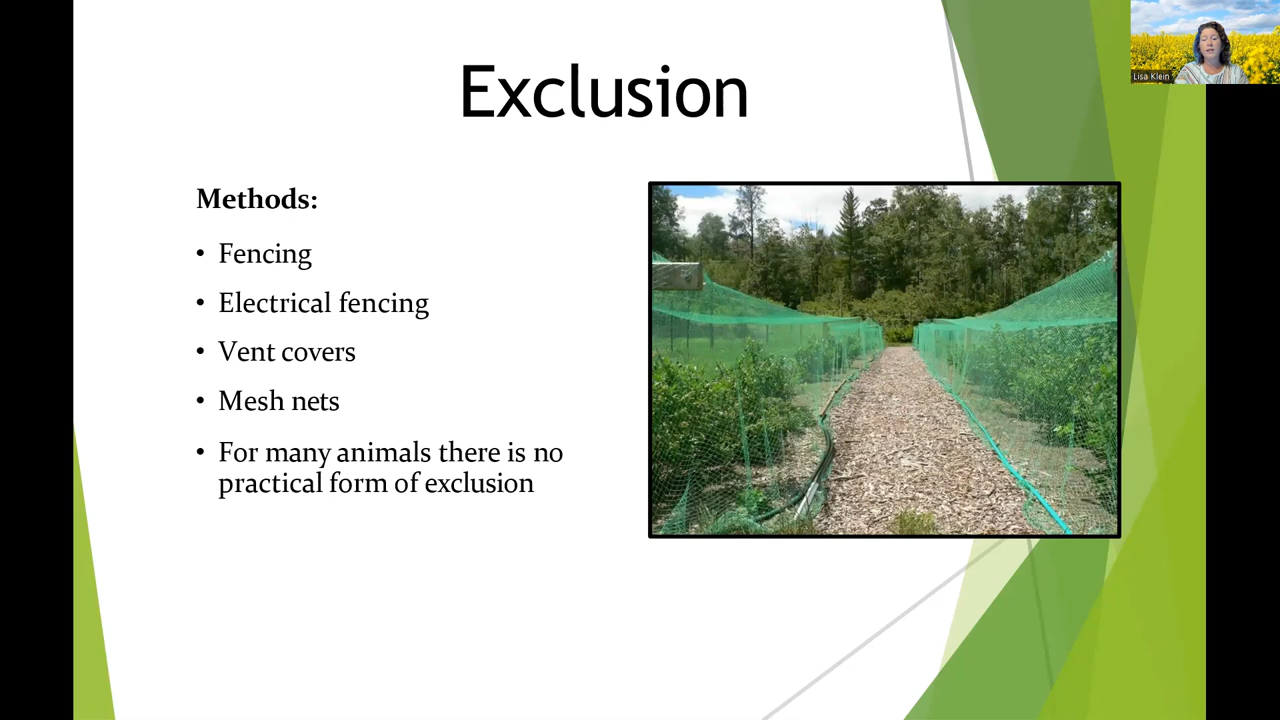 Exclusion
Lisa Klein
Methods:
• Fencing
• Electrical fencing
• Vent covers
• Mesh nets
• For many animals there is no
practical form of exclusion